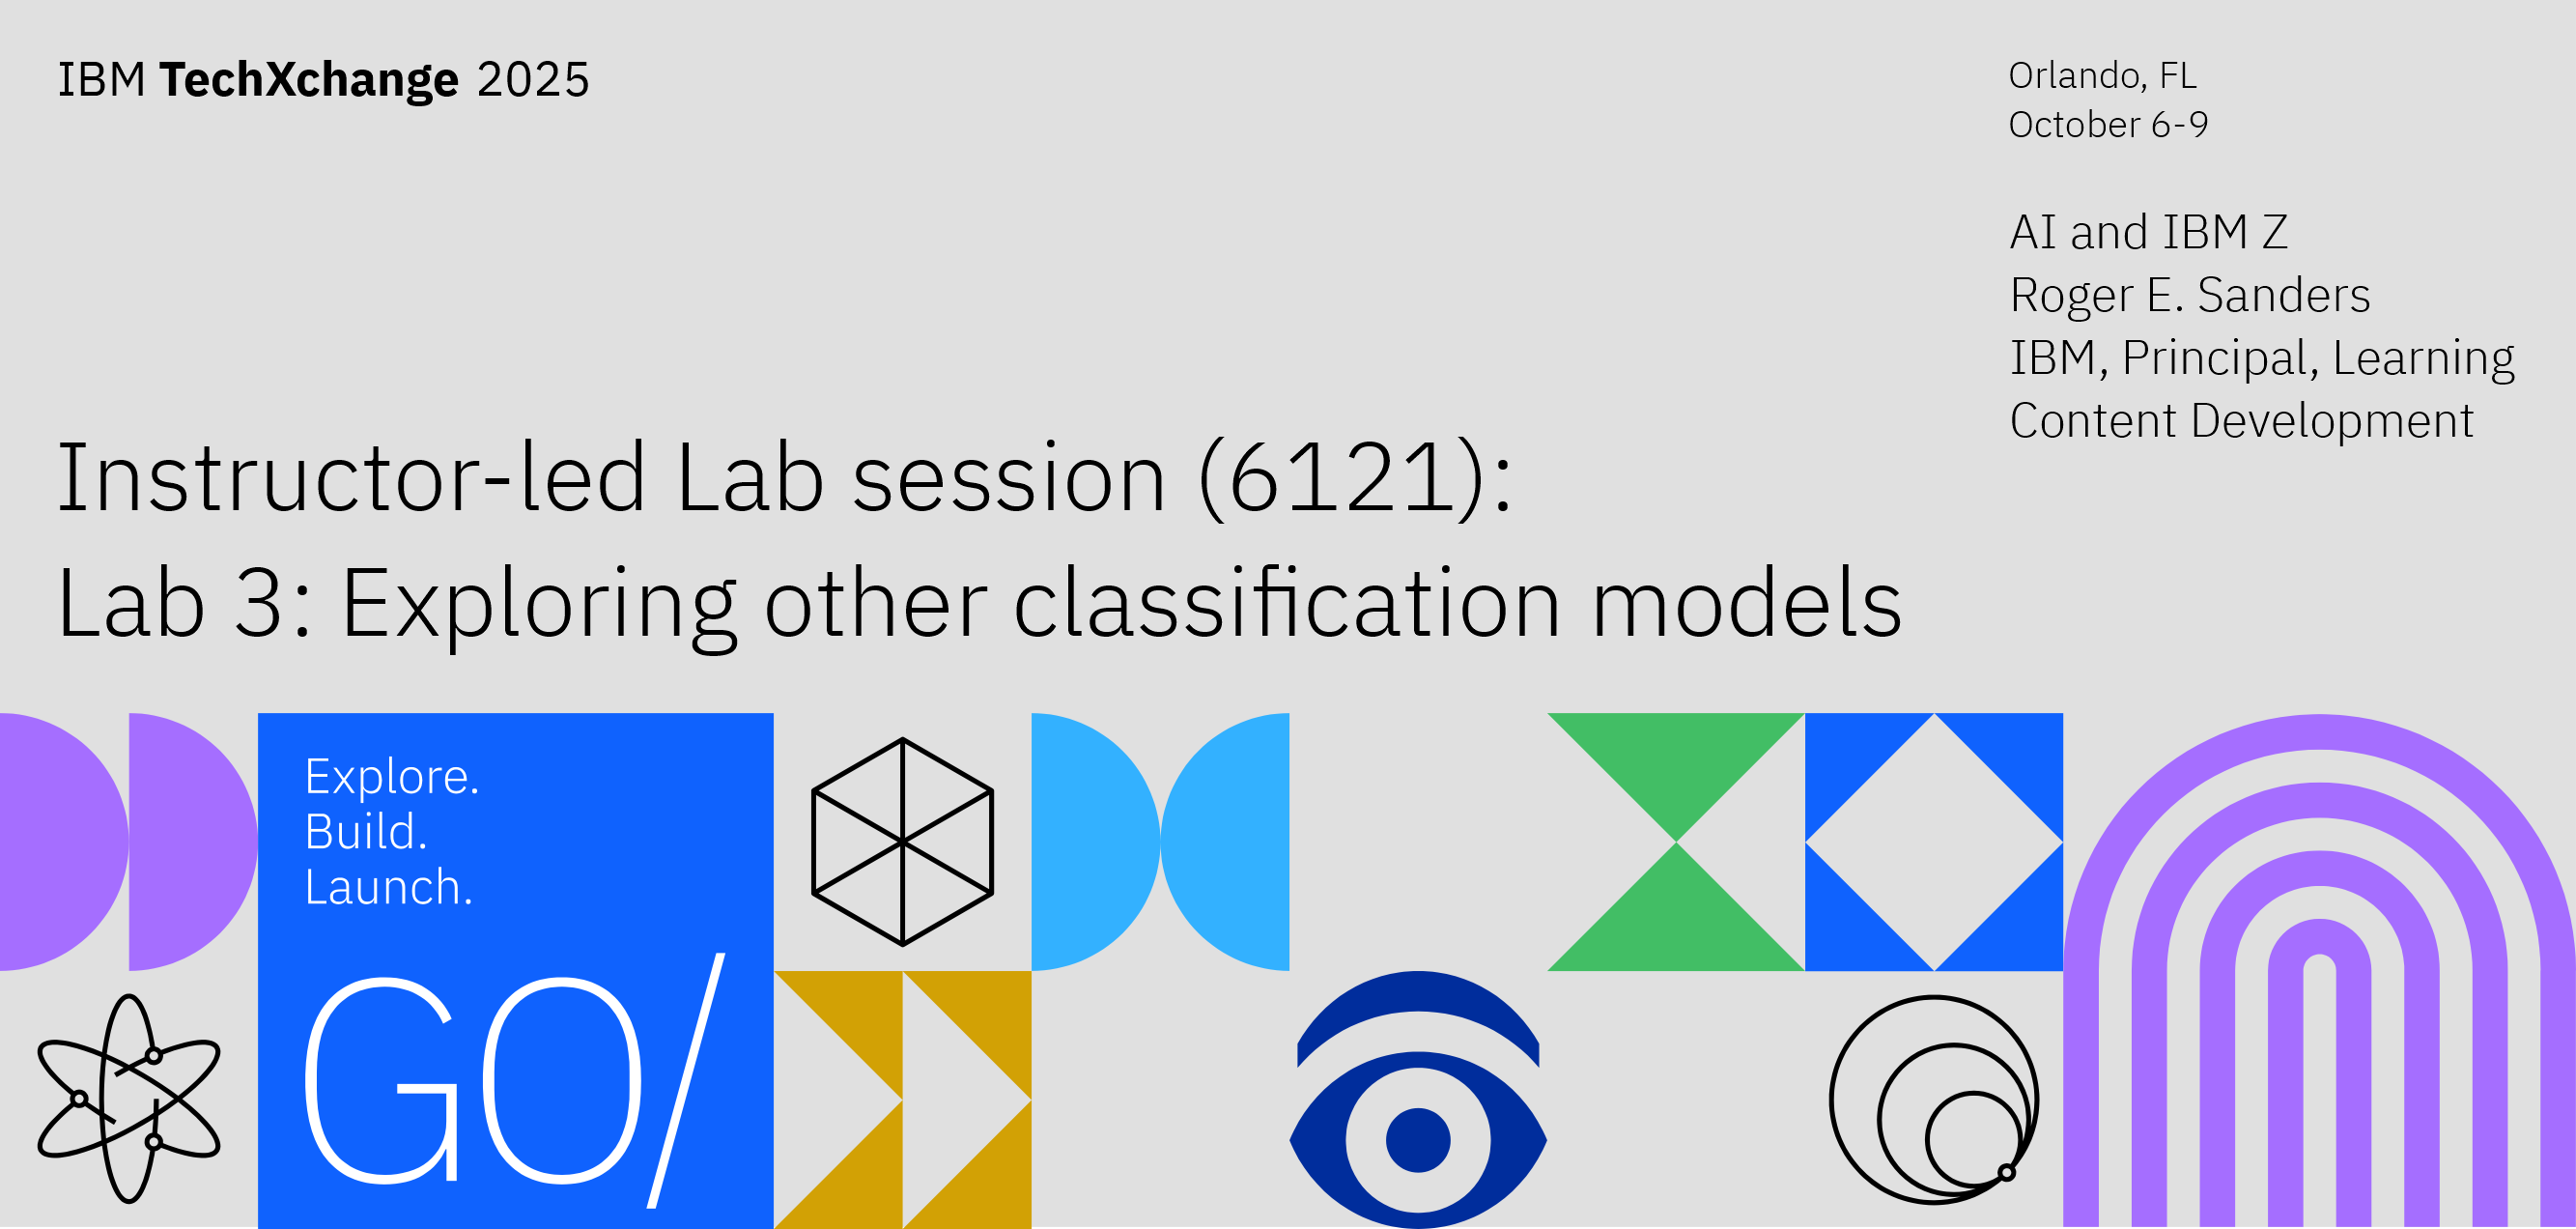 IBM TechXchange 2025
Orlando, FL
October 6-9
AI and IBM Z
Roger E. Sanders
IBM, Principal, Learning
Content Development
Instructor-led Lab session (6121):
Lab 3: Exploring other classification models
Explore.
Build.
Launch.
GO/